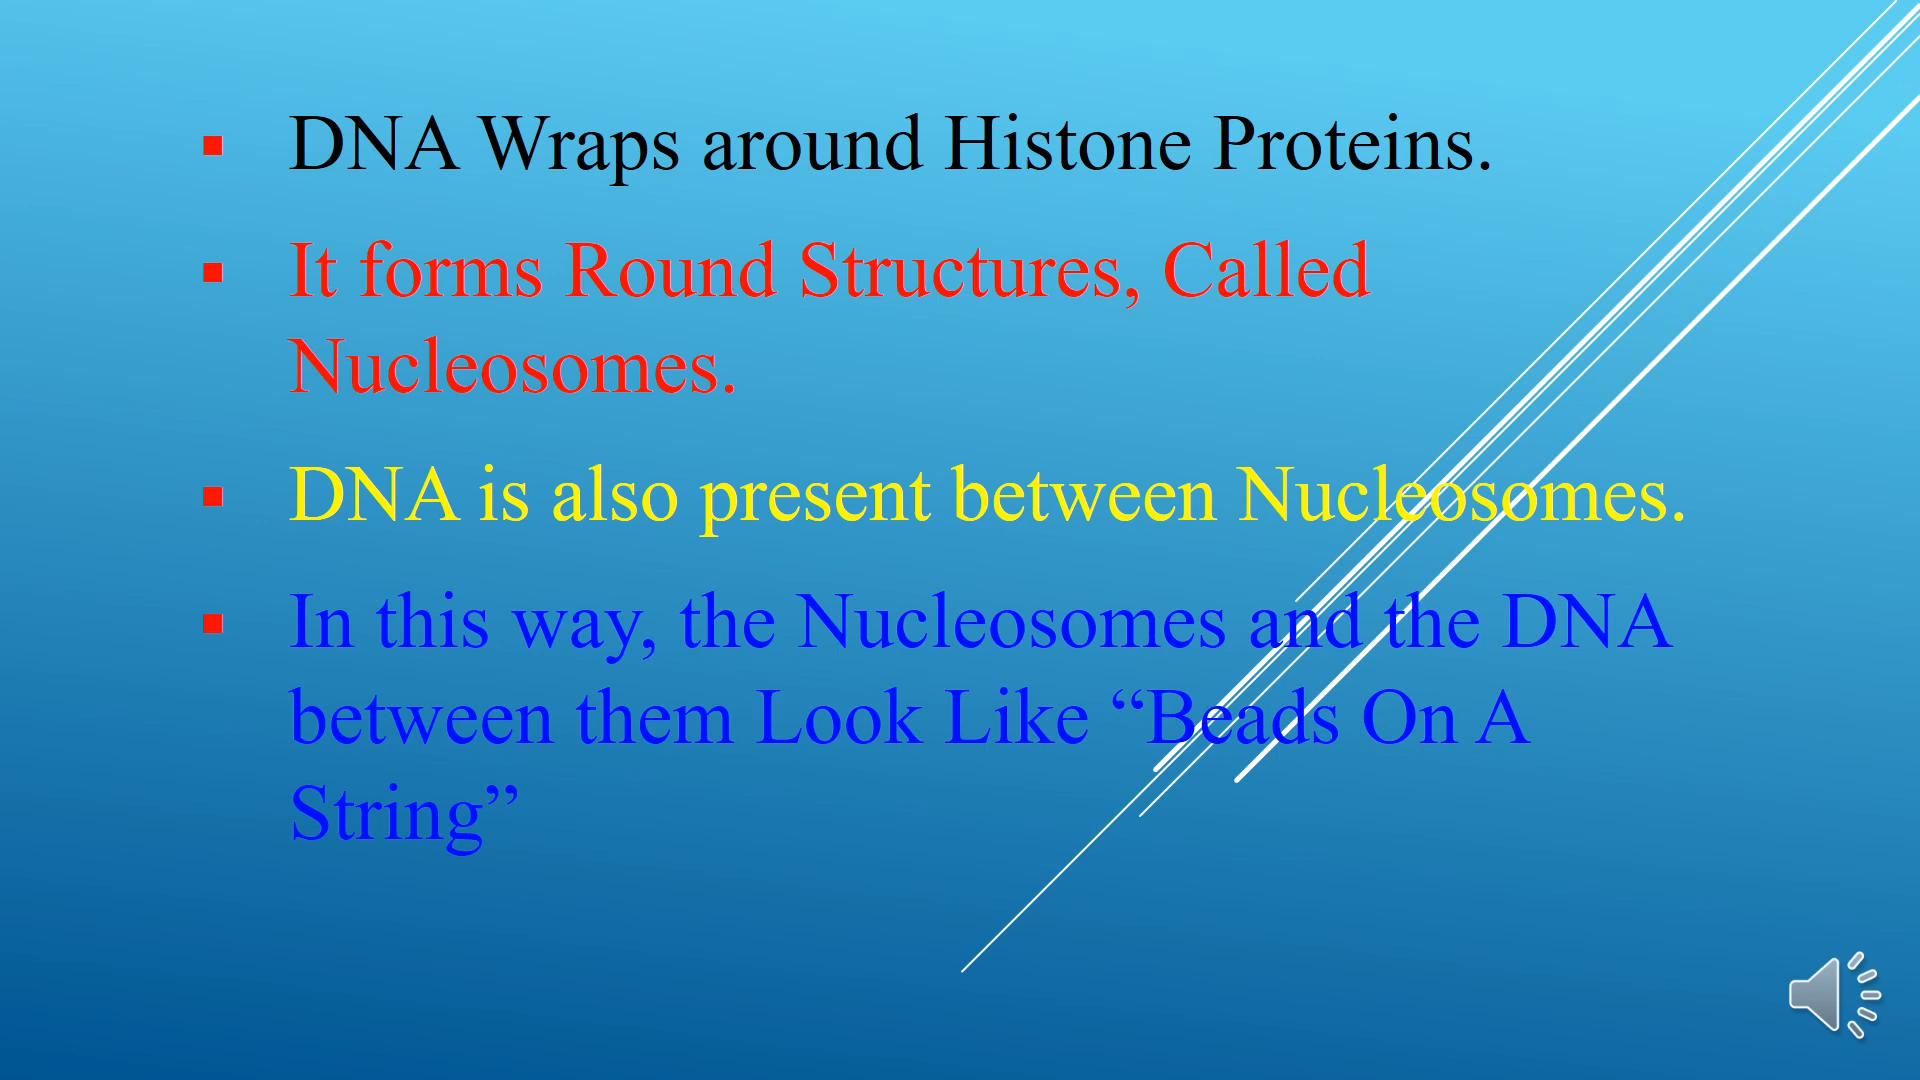 ▪ DNA Wraps around Histone Proteins.
▪ It forms Round Structures, Called
Nucleosomes.
▪ DNA is also present between Nucleosomes.
▪ In this way, the Nucleosomes and the DNA
between them Look Like “Beads On A
String”